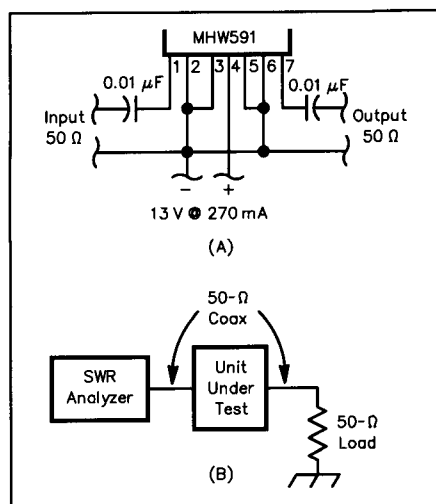 MHW591
1 2 3 4 5 6 7
0.01 µF
0.01 µF
Input
50 Ω
Output
50 Ω
− +
13 V @ 270 mA
(A)
50-Ω
Coax
SWR
Analyzer
Unit
Under
Test
50-Ω
Load
(B)